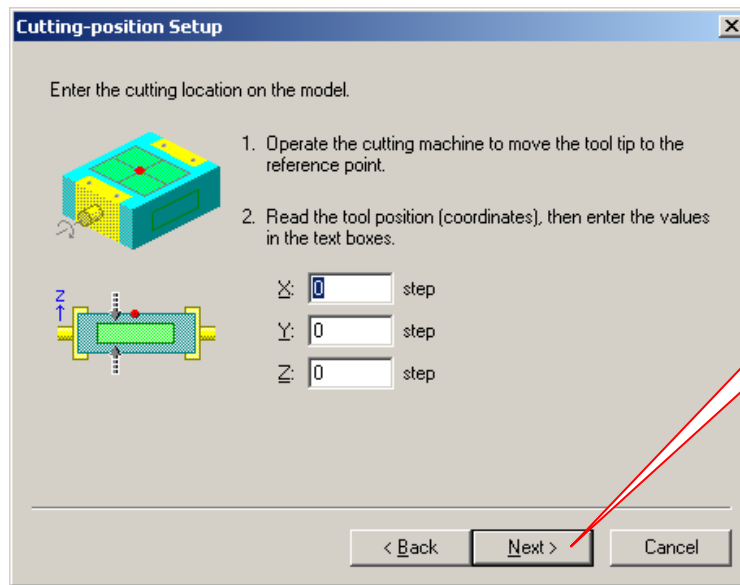 Cutting-position Setup
Enter the cutting location on the model.
1. Operate the cutting machine to move the tool tip to the
reference point.
2. Read the tool position (coordinates), then enter the values
in the text boxes.
Z
X: 0 step
Y: 0 step
Z: 0 step
< Back Next > Cancel